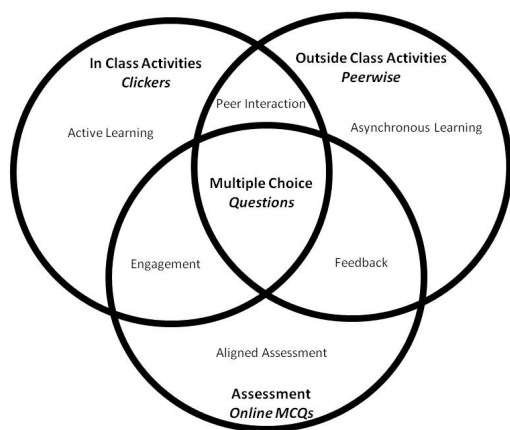 In Class Activities
Clickers
Outside Class Activities
Peerwise
Peer Interaction
Active Learning
Asynchronous Learning
Multiple Choice
Questions
Engagement
Feedback
Aligned Assessment
Assessment
Online MCQs